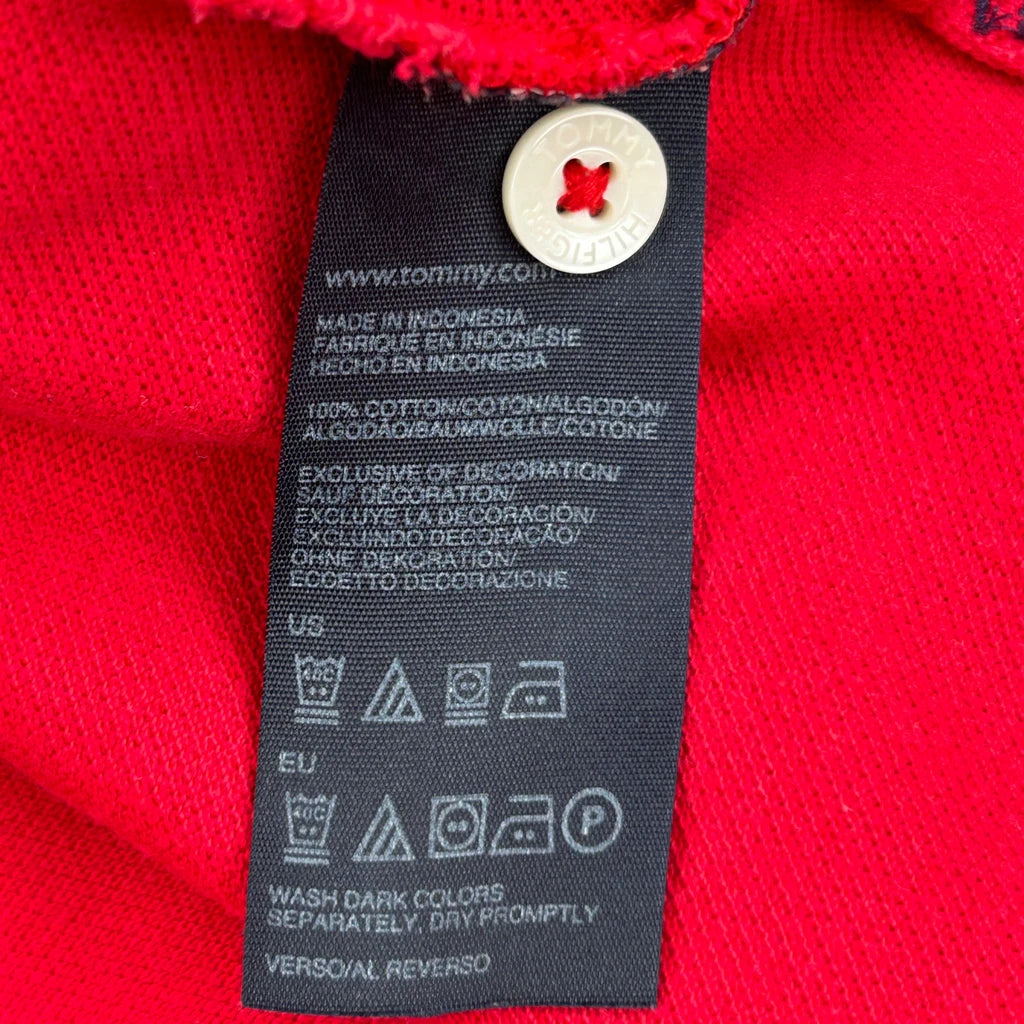 TOMMY
HILFIGER
www.tommy.com
MADE IN INDONESIA
FABRIQUE EN INDONÉSIE
HECHO EN INDONESIA
100% COTTON/COTON/ALGODÓN/
ALGODÃO/BAUMWOLLE/COTONE
EXCLUSIVE OF DECORATION/
SAUF DÉCORATION/
EXCLUYE LA DECORACIÓN/
EXCLUINDO DECORAÇÃO/
OHNE DEKORATION/
ECCETTO DECORAZIONE
US
EU
P
WASH DARK COLORS
SEPARATELY, DRY PROMPTLY
VERSO/AL REVERSO